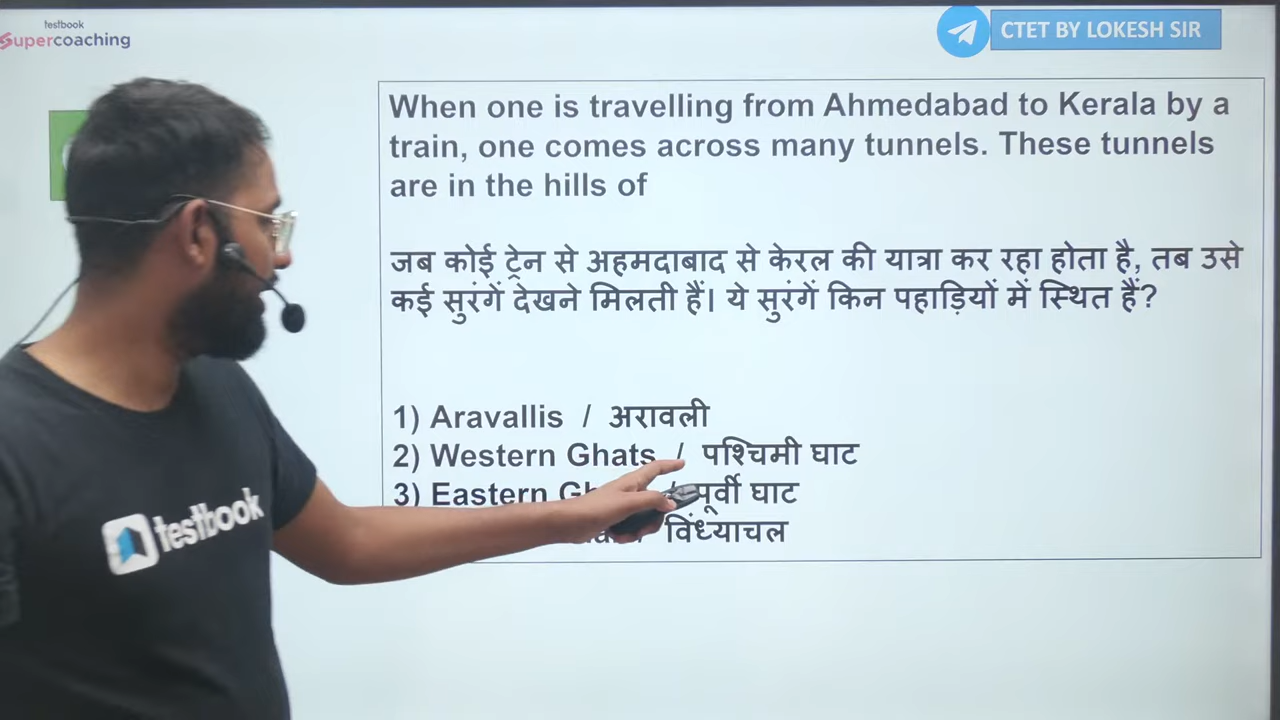 testbook
Supercoaching
CTET BY LOKESH SIR
When one is travelling from Ahmedabad to Kerala by a
train, one comes across many tunnels. These tunnels
are in the hills of
जब कोई ट्रेन से अहमदाबाद से केरल की यात्रा कर रहा होता है, तब उसे
कई सुरंगें देखने मिलती हैं। ये सुरंगें किन पहाड़ियों में स्थित हैं?
1) Aravallis / अरावली
2) Western Ghats / पश्चिमी घाट
3) Eastern / पूर्वी घाट
विंध्याचल
testbook